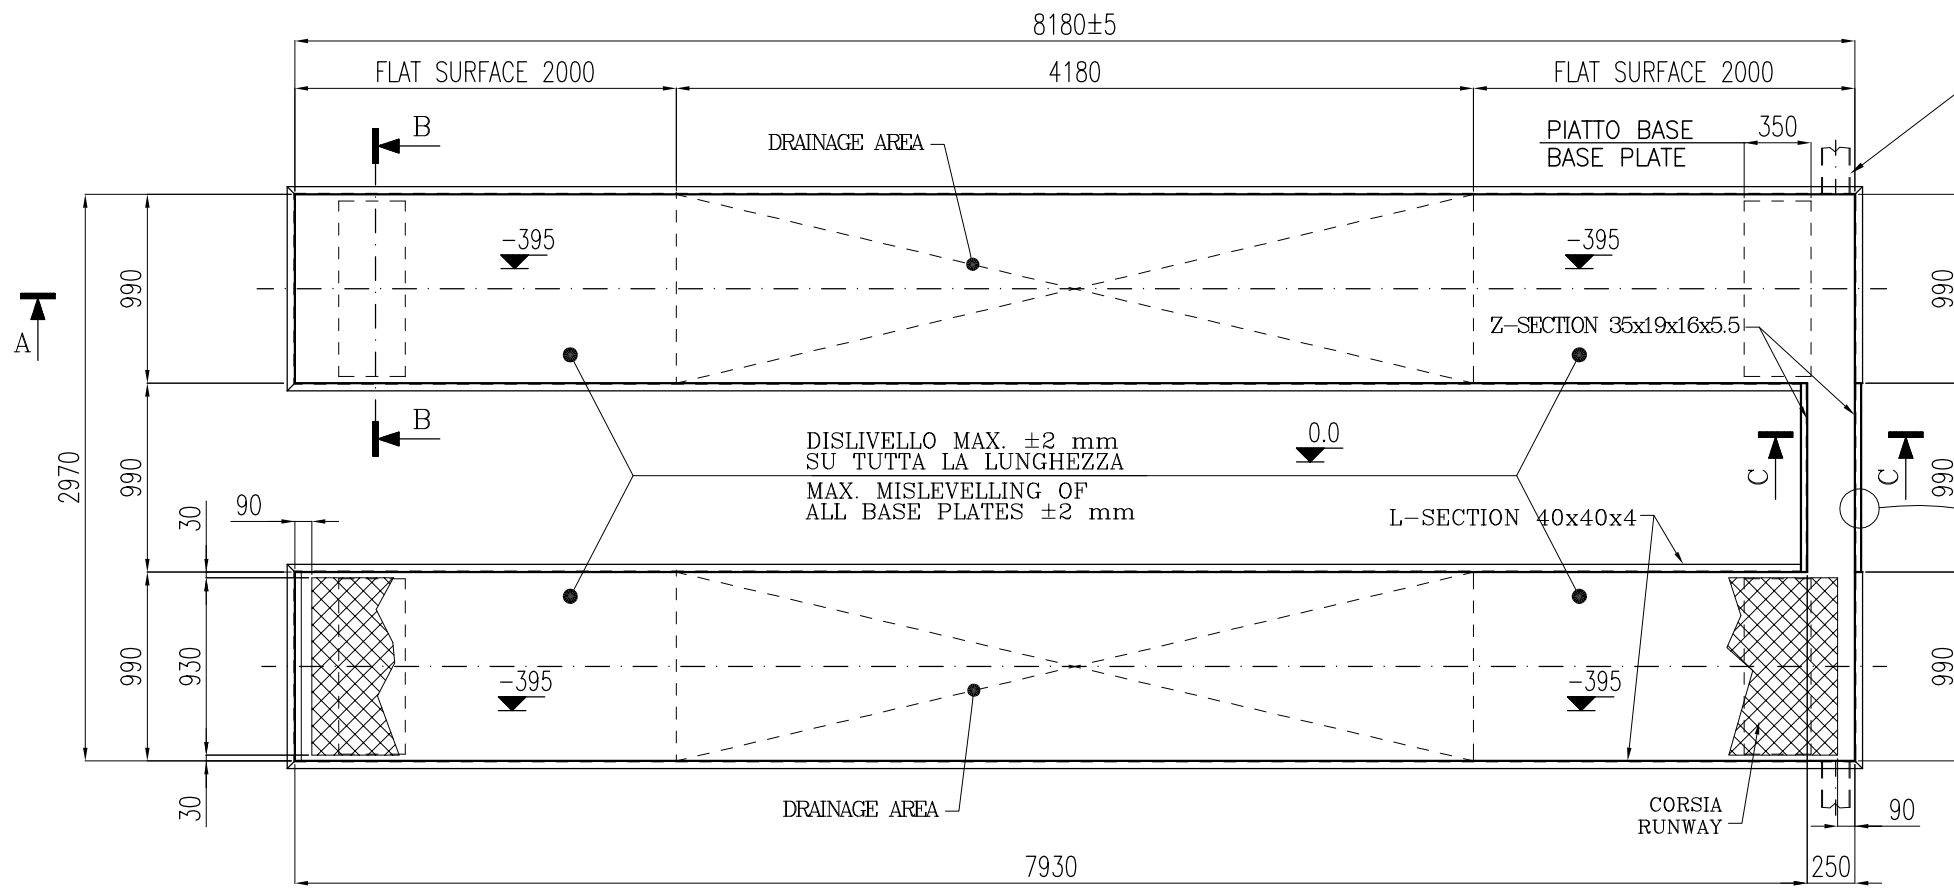 8180±5
FLAT SURFACE 2000
4180
FLAT SURFACE 2000
B
DRAINAGE AREA
PIATTO BASE
BASE PLATE
350
-395
-395
990
990
A
Z-SECTION 35x19x16x5.5
B
DISLIVELLO MAX. ±2 mm
SU TUTTA LA LUNGHEZZA
MAX. MISLEVELLING OF
ALL BASE PLATES ±2 mm
0.0
C
C
2970
990
990
90
30
L-SECTION 40x40x4
990
930
990
-395
-395
30
DRAINAGE AREA
CORSIA
RUNWAY
90
7930
250